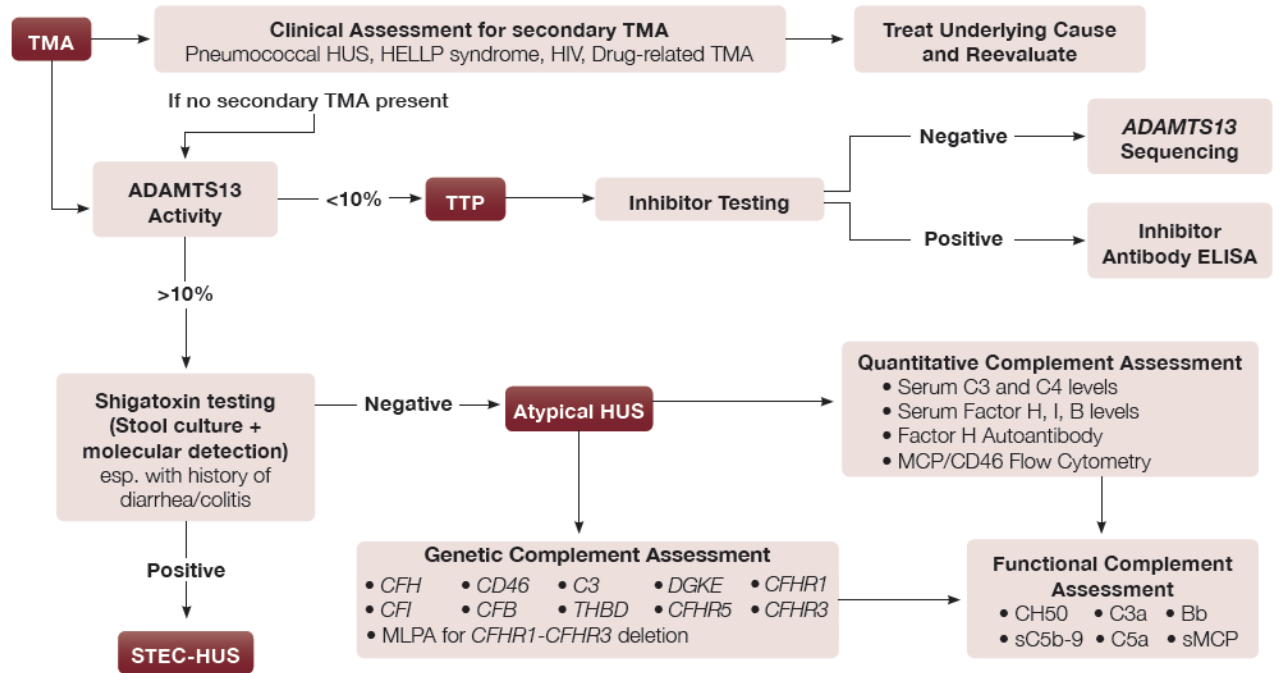 TMA
Clinical Assessment for secondary TMA
Pneumococcal HUS, HELLP syndrome, HIV, Drug-related TMA
Treat Underlying Cause
and Reevaluate
If no secondary TMA present
ADAMTS13
Activity
<10%
TTP
Inhibitor Testing
Negative
ADAMTS13
Sequencing
Positive
Inhibitor
Antibody ELISA
>10%
Shigatoxin testing
(Stool culture +
molecular detection)
esp. with history of
diarrhea/colitis
Negative
Atypical HUS
Quantitative Complement Assessment
• Serum C3 and C4 levels
• Serum Factor H, I, B levels
• Factor H Autoantibody
• MCP/CD46 Flow Cytometry
Positive
STEC-HUS
Genetic Complement Assessment
• CFH • CD46 • C3 • DGKE • CFHR1
• CFI • CFB • THBD • CFHR5 • CFHR3
• MLPA for CFHR1-CFHR3 deletion
Functional Complement
Assessment
• CH50 • C3a • Bb
• sC5b-9 • C5a • sMCP